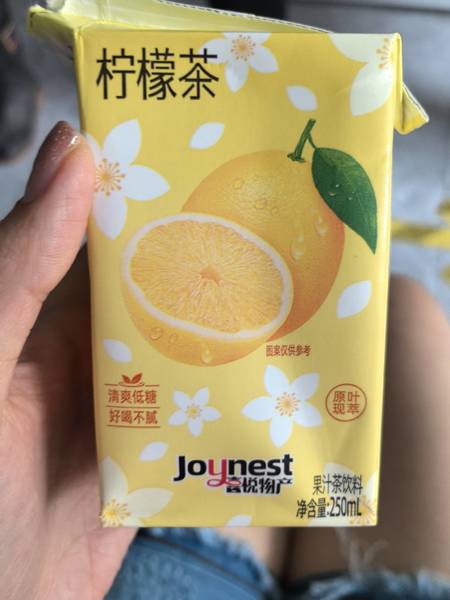 柠檬茶
图案仅供参考
清爽低糖
好喝不腻
原叶
现萃
Joynest
喜悦物产
果汁茶饮料
净含量:250mL